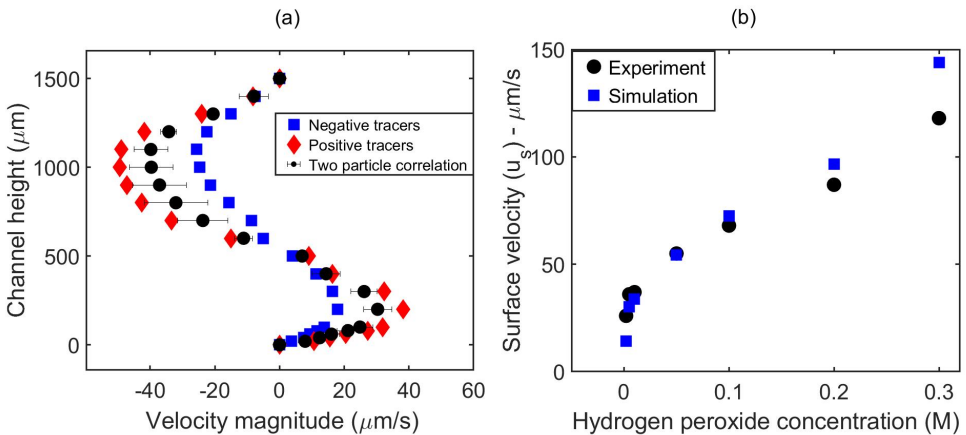 (a)
1500
1000
500
0
-40
-20
0
20
40
60
Channel height (μm)
Velocity magnitude (μm/s)
Negative tracers
Positive tracers
Two particle correlation
(b)
150
100
50
0
0
0.1
0.2
0.3
Surface velocity (us) - μm/s
Hydrogen peroxide concentration (M)
Experiment
Simulation